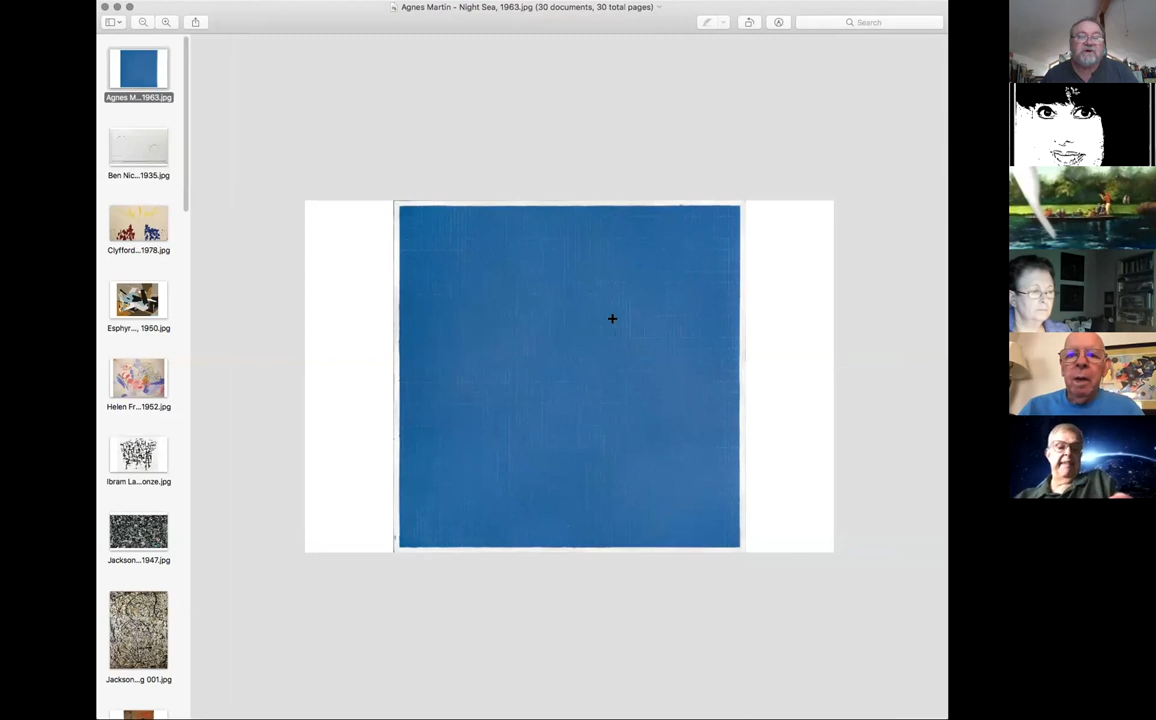 Agnes Martin - Night Sea, 1963.jpg (30 documents, 30 total pages)
Search
Agnes M...1963.jpg
Ben Nic...1935.jpg
Clyfford...1978.jpg
Esphyr..., 1950.jpg
Helen Fr...1952.jpg
Ibram La...onze.jpg
Jackson...1947.jpg
Jackson...g 001.jpg